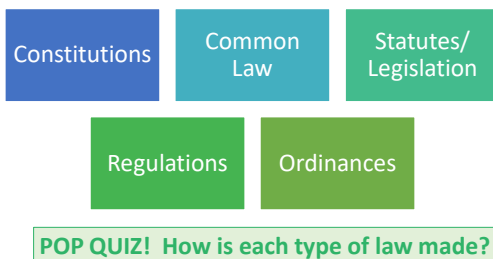 Constitutions
Common
Law
Statutes/
Legislation
Regulations
Ordinances
POP QUIZ!  How is each type of law made?